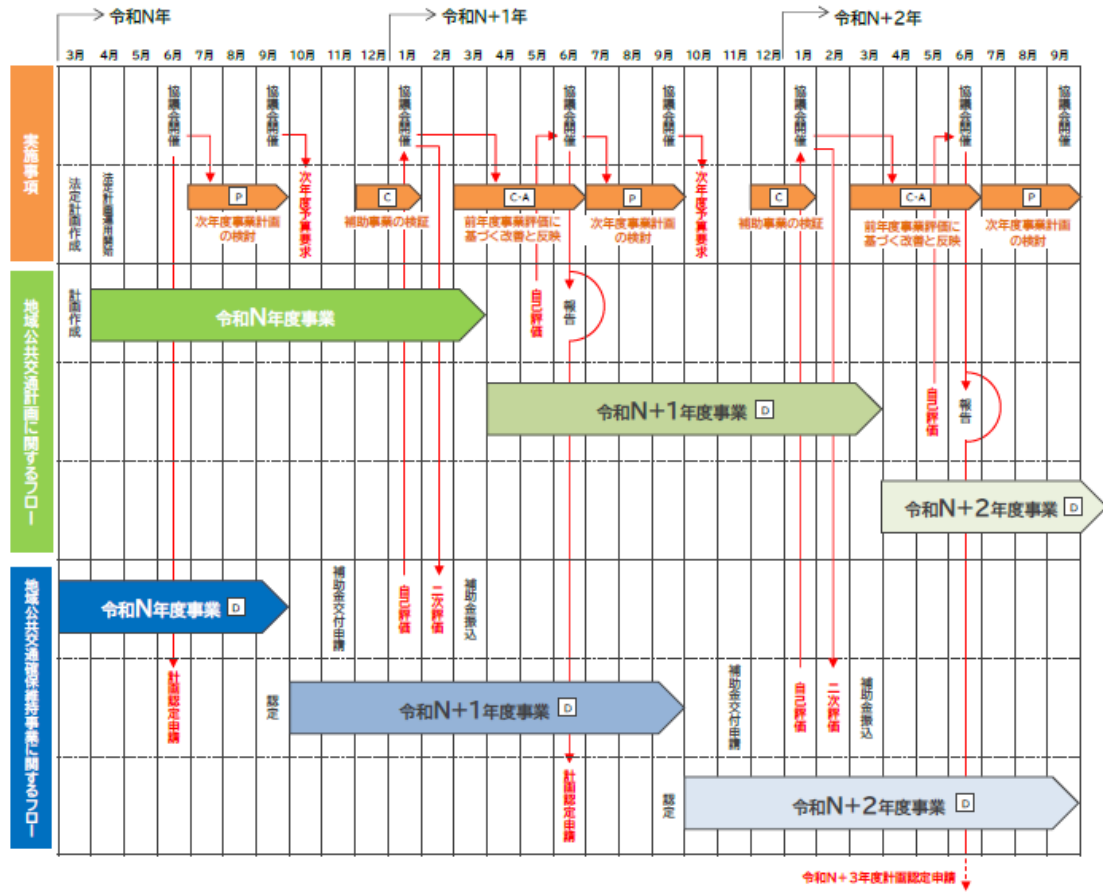 令和N年
令和N+1年
令和N+2年
3月 4月 5月 6月 7月 8月 9月 10月 11月 12月 1月 2月 3月 4月 5月 6月 7月 8月 9月 10月 11月 12月 1月 2月 3月 4月 5月 6月 7月 8月 9月
実施事項
協議会開催
協議会開催
協議会開催
協議会開催
協議会開催
協議会開催
協議会開催
協議会開催
法定計画作成
法定計画運用開始
P
次年度事業計画
の検討
次年度予算要求
C
補助事業の検証
C-A
前年度事業評価に
基づく改善と反映
P
次年度事業計画
の検討
次年度予算要求
C
補助事業の検証
C-A
前年度事業評価に
基づく改善と反映
P
次年度事業計画
の検討
地域公共交通計画に関するフロー
計画作成
令和N年度事業
自己評価
報告
令和N+1年度事業 D
自己評価
報告
令和N+2年度事業 D
地域公共交通確保維持事業に関するフロー
令和N年度事業 D
補助金交付申請
自己評価
二次評価
補助金振込
計画認定申請
認定
令和N+1年度事業 D
補助金交付申請
自己評価
二次評価
補助金振込
計画認定申請
認定
令和N+2年度事業 D
令和N+3年度計画認定申請